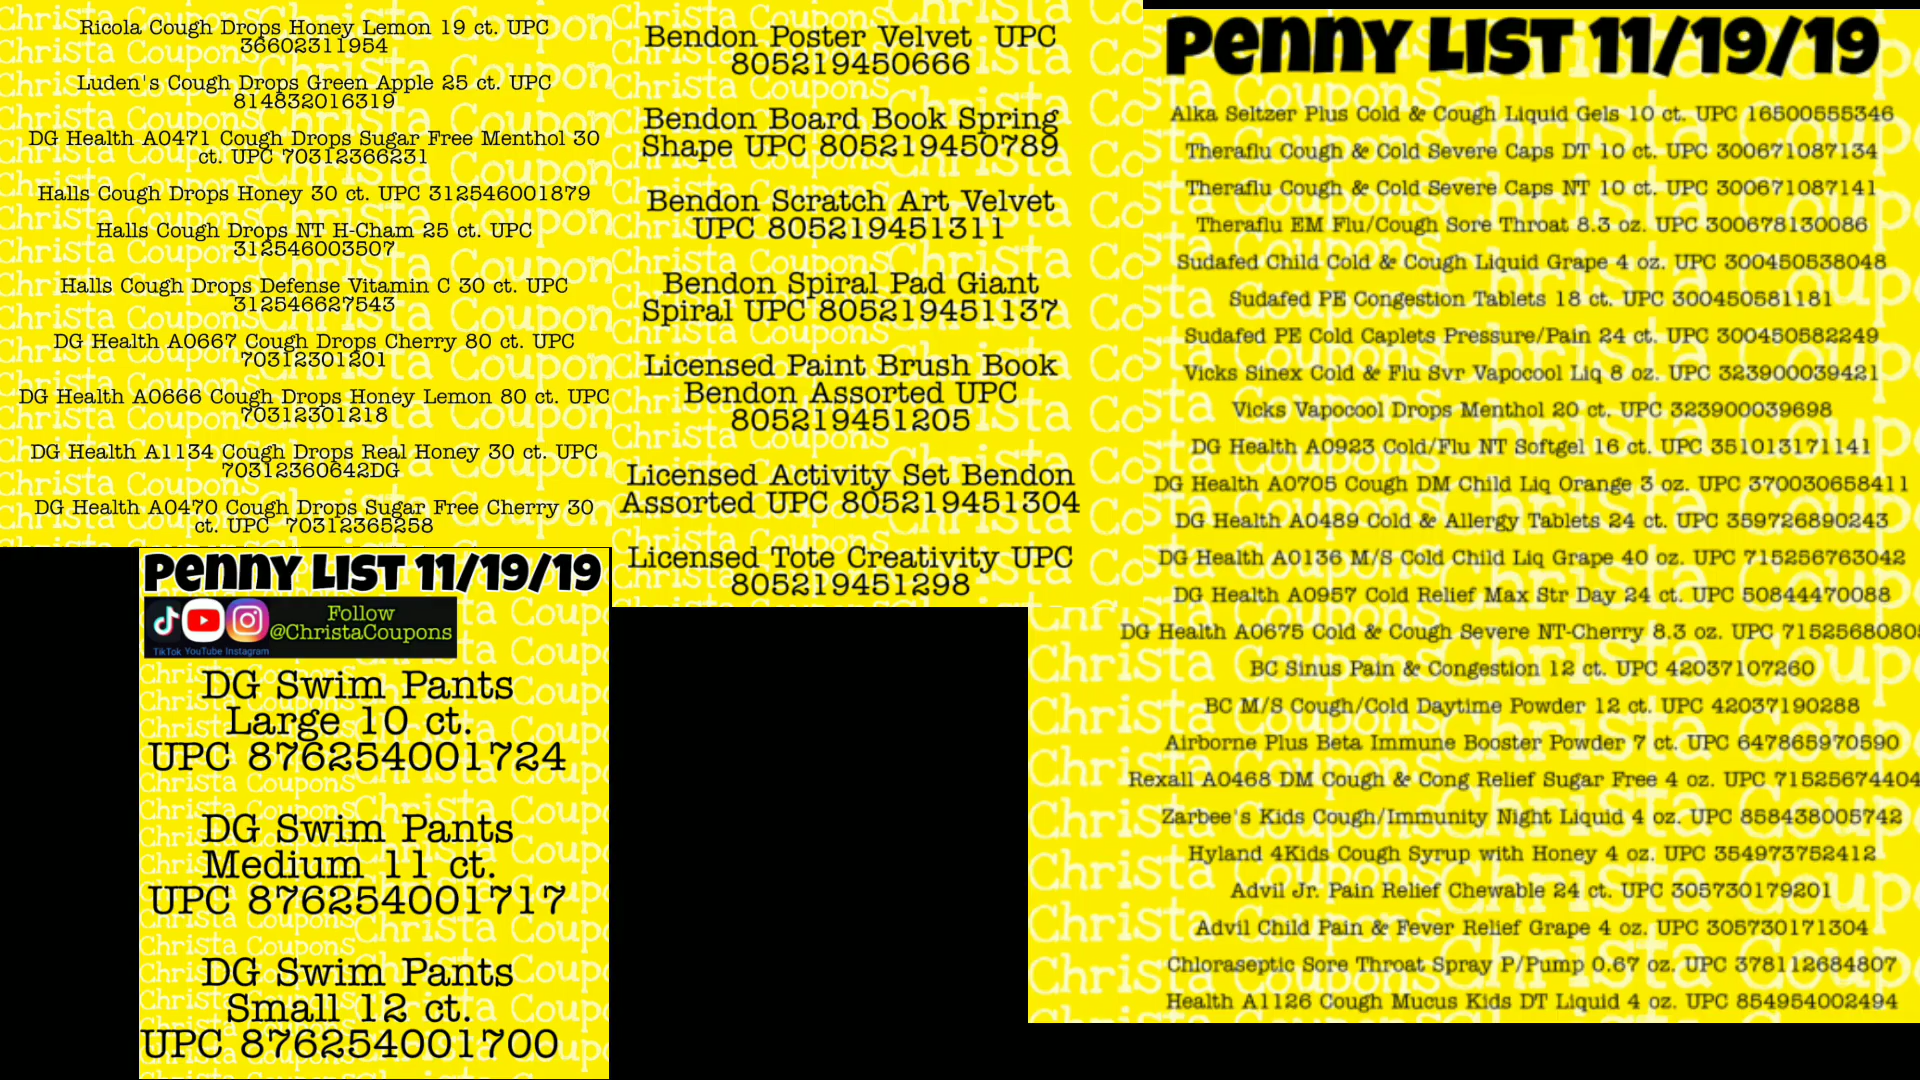 Ricola Cough Drops Honey Lemon 19 ct. UPC
36602311954
Luden's Cough Drops Green Apple 25 ct. UPC
814832016319
DG Health A0471 Cough Drops Sugar Free Menthol 30
ct. UPC 70312366231
Halls Cough Drops Honey 30 ct. UPC 312546001879
Halls Cough Drops NT H-Cham 25 ct. UPC
312546003507
Halls Cough Drops Defense Vitamin C 30 ct. UPC
312546627543
DG Health A0667 Cough Drops Cherry 80 ct. UPC
70312301201
DG Health A0666 Cough Drops Honey Lemon 80 ct. UPC
70312301218
DG Health A1134 Cough Drops Real Honey 30 ct. UPC
70312360642DG
DG Health A0470 Cough Drops Sugar Free Cherry 30
ct. UPC 70312365258
Penny List 11/19/19
Follow
@ChristaCoupons
TikTok YouTube Instagram
DG Swim Pants
Large 10 ct.
UPC 876254001724
DG Swim Pants
Medium 11 ct.
UPC 876254001717
DG Swim Pants
Small 12 ct.
UPC 876254001700
Bendon Poster Velvet UPC
805219450666
Bendon Board Book Spring
Shape UPC 805219450789
Bendon Scratch Art Velvet
UPC 805219451311
Bendon Spiral Pad Giant
Spiral UPC 805219451137
Licensed Paint Brush Book
Bendon Assorted UPC
805219451205
Licensed Activity Set Bendon
Assorted UPC 805219451304
Licensed Tote Creativity UPC
805219451298
Penny List 11/19/19
Alka Seltzer Plus Cold & Cough Liquid Gels 10 ct. UPC 16500555346
Theraflu Cough & Cold Severe Caps DT 10 ct. UPC 300671087134
Theraflu Cough & Cold Severe Caps NT 10 ct. UPC 300671087141
Theraflu EM Flu/Cough Sore Throat 8.3 oz. UPC 300678130086
Sudafed Child Cold & Cough Liquid Grape 4 oz. UPC 300450538048
Sudafed PE Congestion Tablets 18 ct. UPC 300450581181
Sudafed PE Cold Caplets Pressure/Pain 24 ct. UPC 300450582249
Vicks Sinex Cold & Flu Svr Vapocool Liq 8 oz. UPC 323900039421
Vicks Vapocool Drops Menthol 20 ct. UPC 323900039698
DG Health A0923 Cold/Flu NT Softgel 16 ct. UPC 351013171141
DG Health A0705 Cough DM Child Liq Orange 3 oz. UPC 370030658411
DG Health A0489 Cold & Allergy Tablets 24 ct. UPC 359726890243
DG Health A0136 M/S Cold Child Liq Grape 40 oz. UPC 715256763042
DG Health A0957 Cold Relief Max Str Day 24 ct. UPC 50844470088
DG Health A0675 Cold & Cough Severe NT-Cherry 8.3 oz. UPC 7152568080
BC Sinus Pain & Congestion 12 ct. UPC 42037107260
BC M/S Cough/Cold Daytime Powder 12 ct. UPC 42037190288
Airborne Plus Beta Immune Booster Powder 7 ct. UPC 647865970590
Rexall A0468 DM Cough & Cong Relief Sugar Free 4 oz. UPC 71525674404
Zarbee's Kids Cough/Immunity Night Liquid 4 oz. UPC 858438005742
Hyland 4Kids Cough Syrup with Honey 4 oz. UPC 354973752412
Advil Jr. Pain Relief Chewable 24 ct. UPC 305730179201
Advil Child Pain & Fever Relief Grape 4 oz. UPC 305730171304
Chloraseptic Sore Throat Spray P/Pump 0.67 oz. UPC 378112684807
Health A1126 Cough Mucus Kids DT Liquid 4 oz. UPC 854954002494